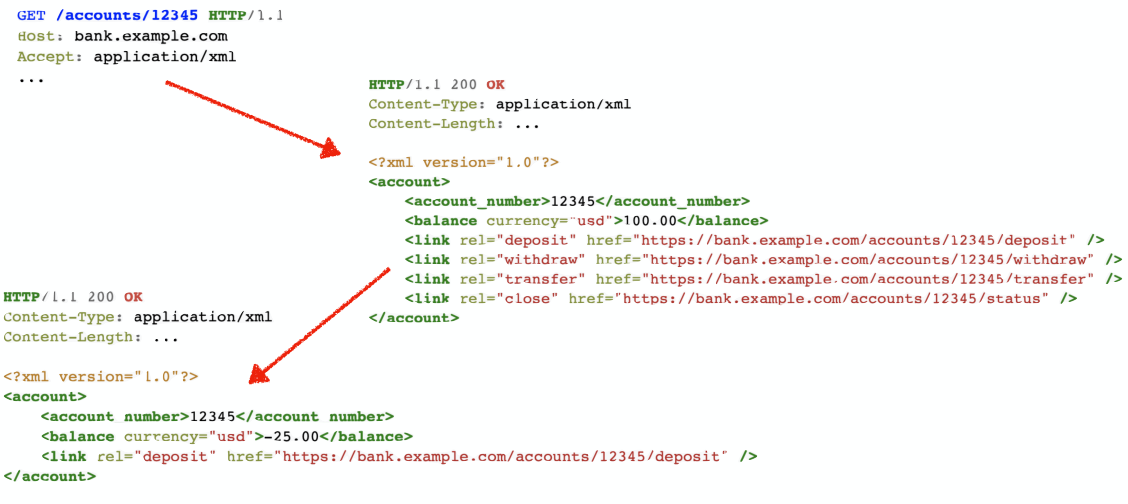 GET /accounts/12345 HTTP/1.1
Host: bank.example.com
Accept: application/xml
...
HTTP/1.1 200 OK
Content-Type: application/xml
Content-Length: ...
<?xml version="1.0"?>
<account>
    <account_number>12345</account_number>
    <balance currency="usd">100.00</balance>
    <link rel="deposit" href="https://bank.example.com/accounts/12345/deposit" />
    <link rel="withdraw" href="https://bank.example.com/accounts/12345/withdraw" />
    <link rel="transfer" href="https://bank.example.com/accounts/12345/transfer" />
    <link rel="close" href="https://bank.example.com/accounts/12345/status" />
</account>
HTTP/1.1 200 OK
Content-Type: application/xml
Content-Length: ...
<?xml version="1.0"?>
<account>
    <account_number>12345</account_number>
    <balance currency="usd">-25.00</balance>
    <link rel="deposit" href="https://bank.example.com/accounts/12345/deposit" />
</account>